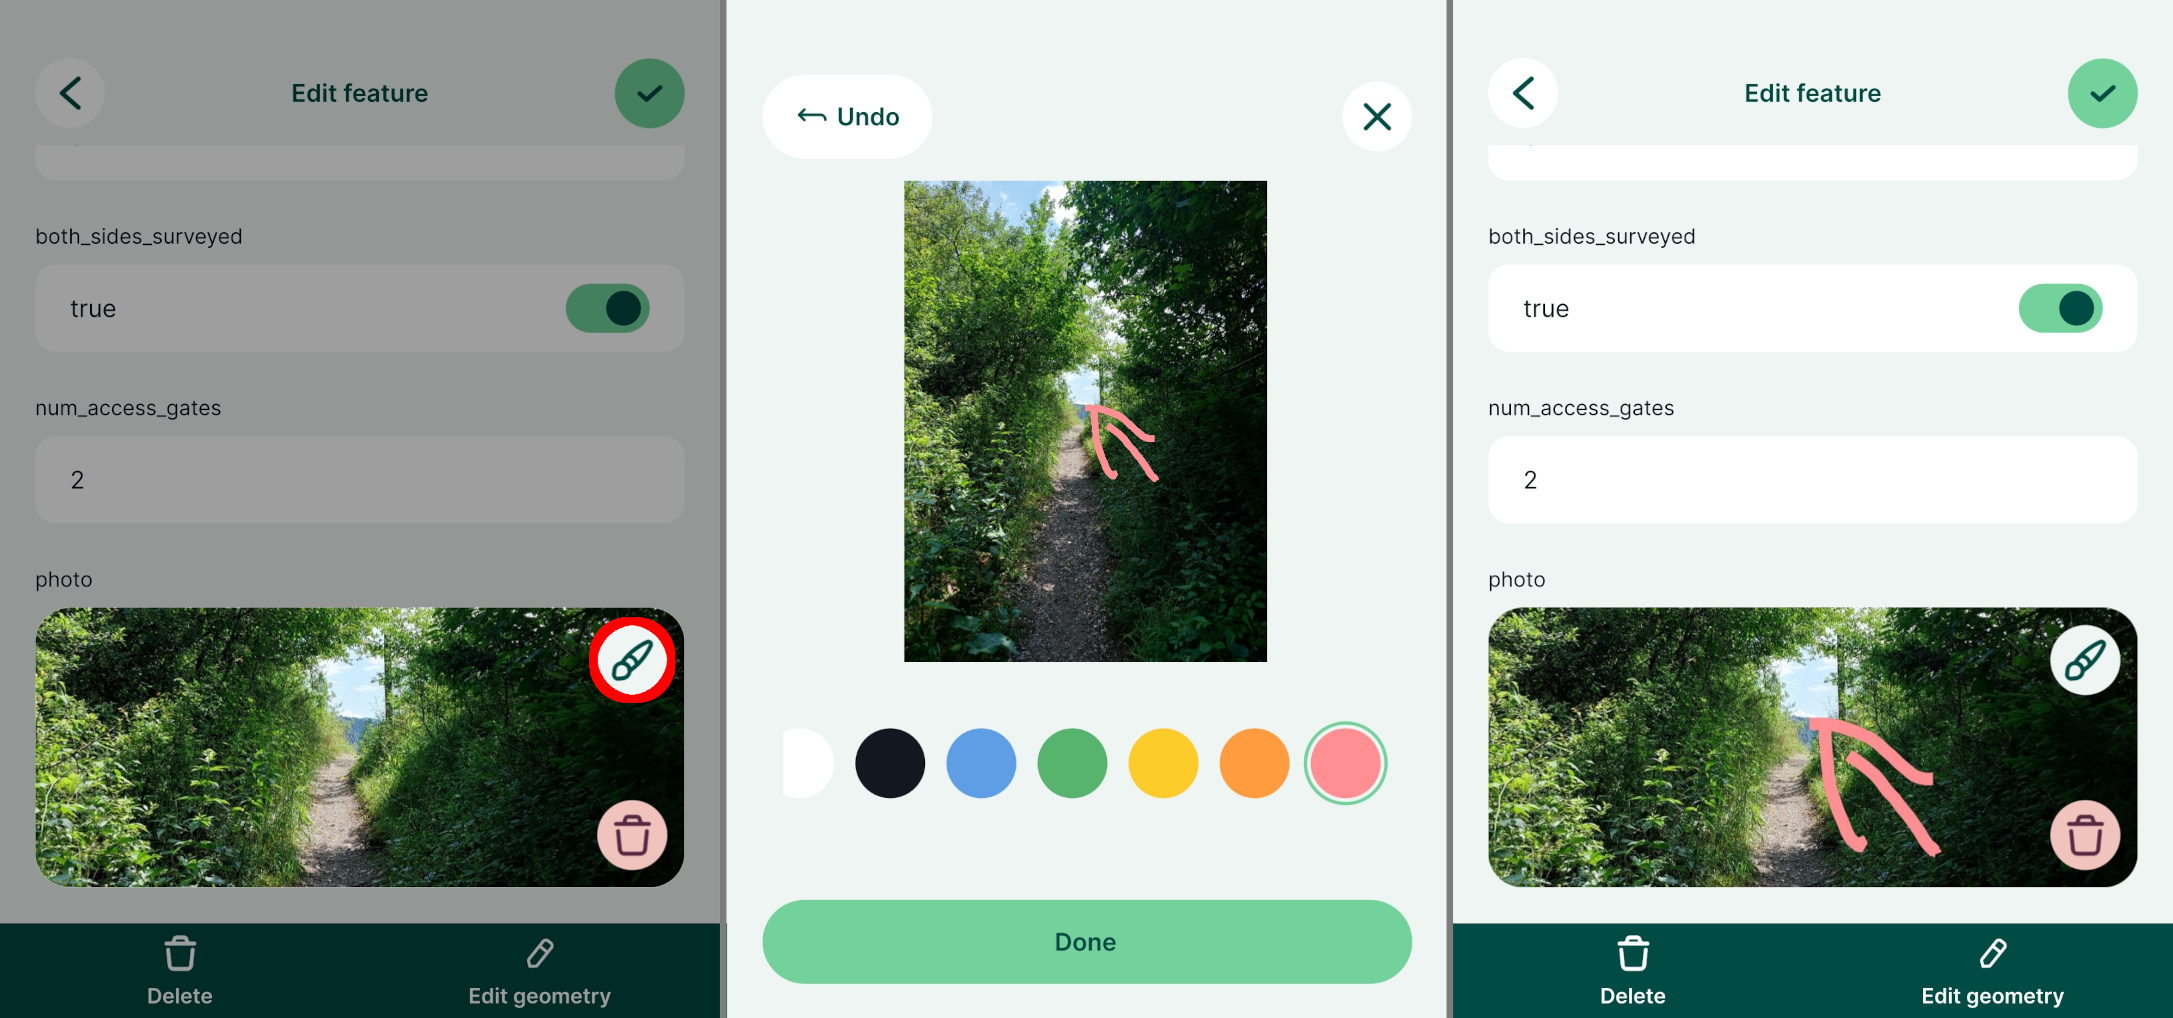 Edit feature
both_sides_surveyed
true
num_access_gates
2
photo
Delete
Edit geometry
Undo
Done
Edit feature
both_sides_surveyed
true
num_access_gates
2
photo
Delete
Edit geometry